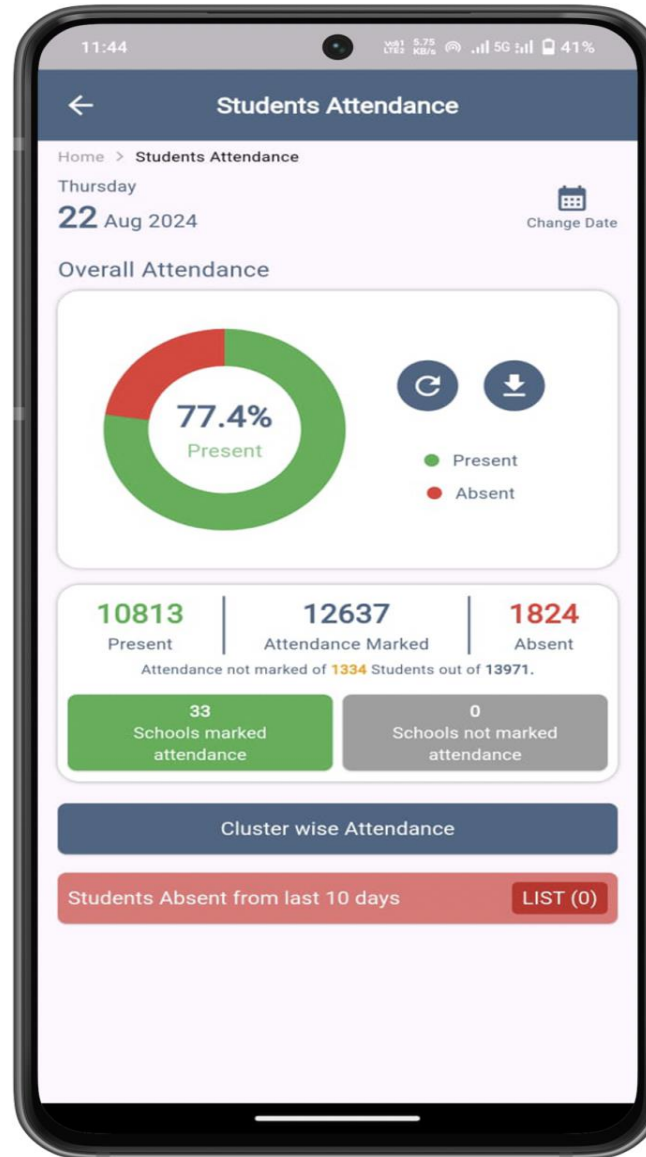 11:44
Vo5.1 LTE2 5.75 KB/s 5G 41%
Students Attendance
Home > Students Attendance
Thursday
22 Aug 2024
Change Date
Overall Attendance
77.4%
Present
Present
Absent
10813 12637 1824
Present Attendance Marked Absent
Attendance not marked of 1334 Students out of 13971.
33
Schools marked
attendance
0
Schools not marked
attendance
Cluster wise Attendance
Students Absent from last 10 days LIST (0)